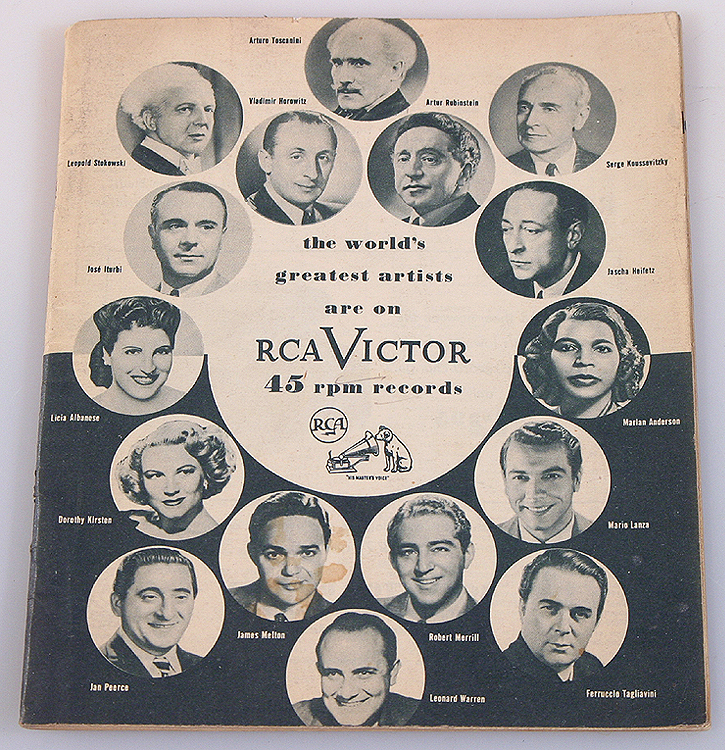 Arturo Toscanini
Vladimir Horowitz
Artur Rubinstein
Leopold Stokowski
Serge Koussevitzky
the world's
greatest artists
are on
RCA VICTOR
45 rpm records
José Iturbi
Jascha Heifetz
RCA
"HIS MASTER'S VOICE"
Licia Albanese
Marian Anderson
Dorothy Kirsten
Mario Lanza
James Melton
Robert Merrill
Jan Peerce
Leonard Warren
Ferruccio Tagliavini